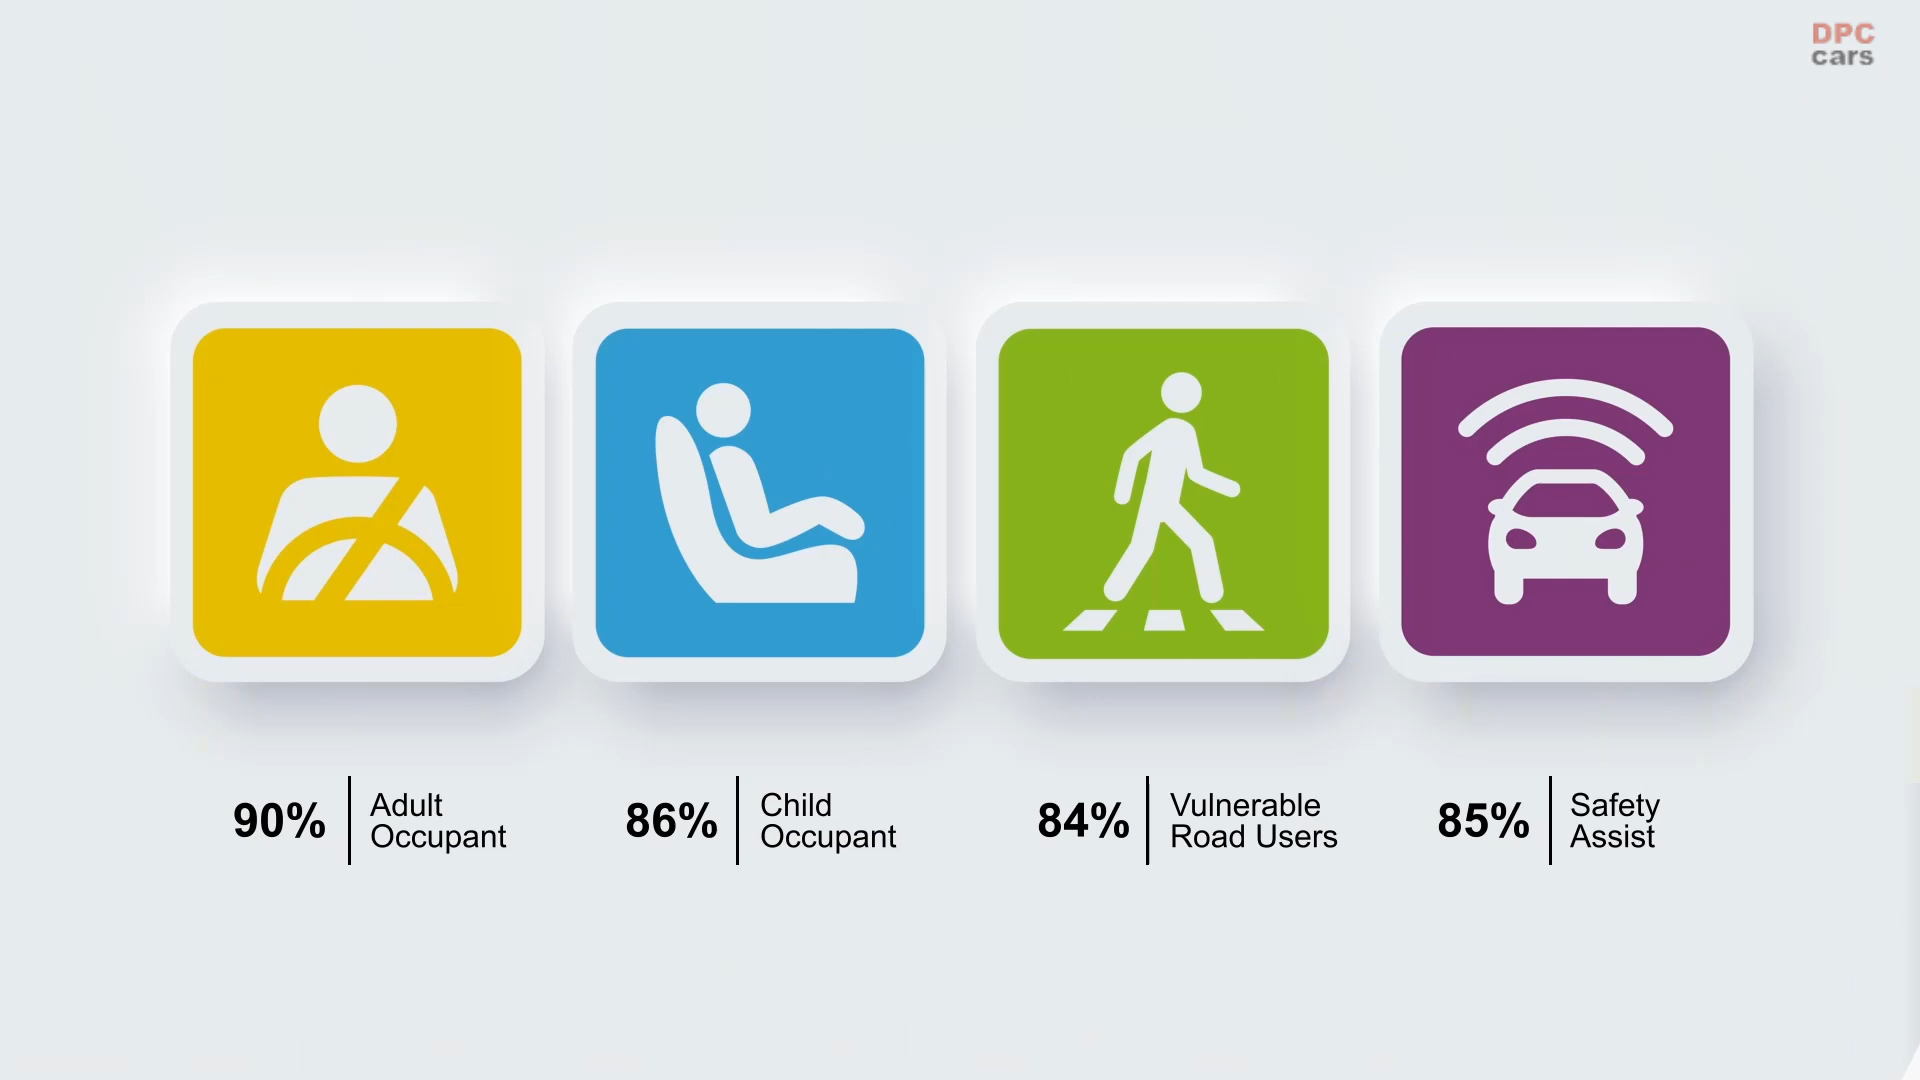 DPC
cars
90%
Adult
Occupant
86%
Child
Occupant
84%
Vulnerable
Road Users
85%
Safety
Assist